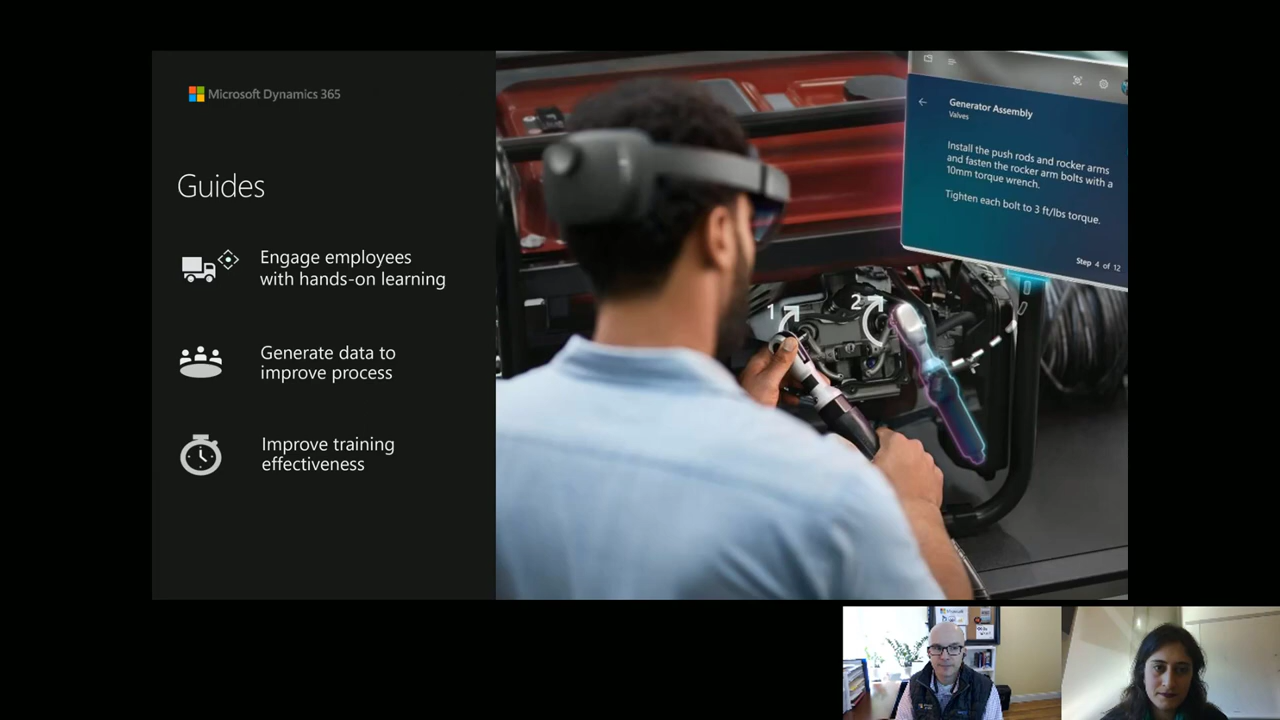 Microsoft Dynamics 365
Guides
Engage employees
with hands-on learning
Generate data to
improve process
Improve training
effectiveness
Generator Assembly
Valves
Install the push rods and rocker arms
and fasten the rocker arm bolts with a
10mm torque wrench.
Tighten each bolt to 3 ft/lbs torque.
Step 4 of 12
1
2
Microsoft